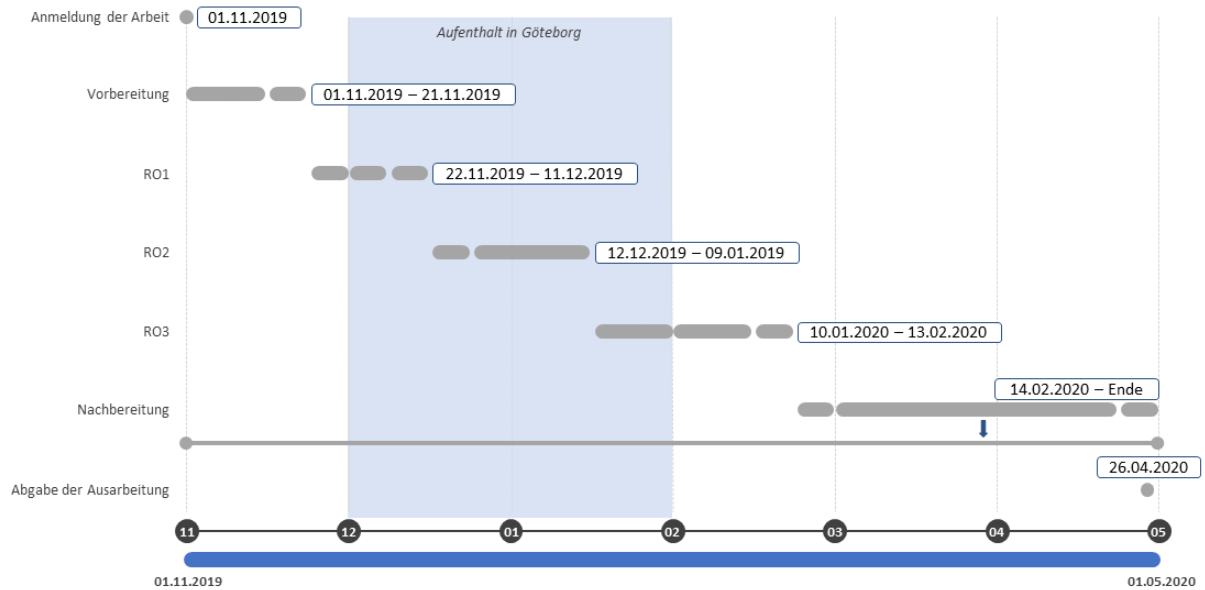 Anmeldung der Arbeit
01.11.2019
Aufenthalt in Göteborg
Vorbereitung
01.11.2019 – 21.11.2019
RO1
22.11.2019 – 11.12.2019
RO2
12.12.2019 – 09.01.2019
RO3
10.01.2020 – 13.02.2020
14.02.2020 – Ende
Nachbereitung
26.04.2020
Abgabe der Ausarbeitung
11 12 01 02 03 04 05
01.11.2019 01.05.2020